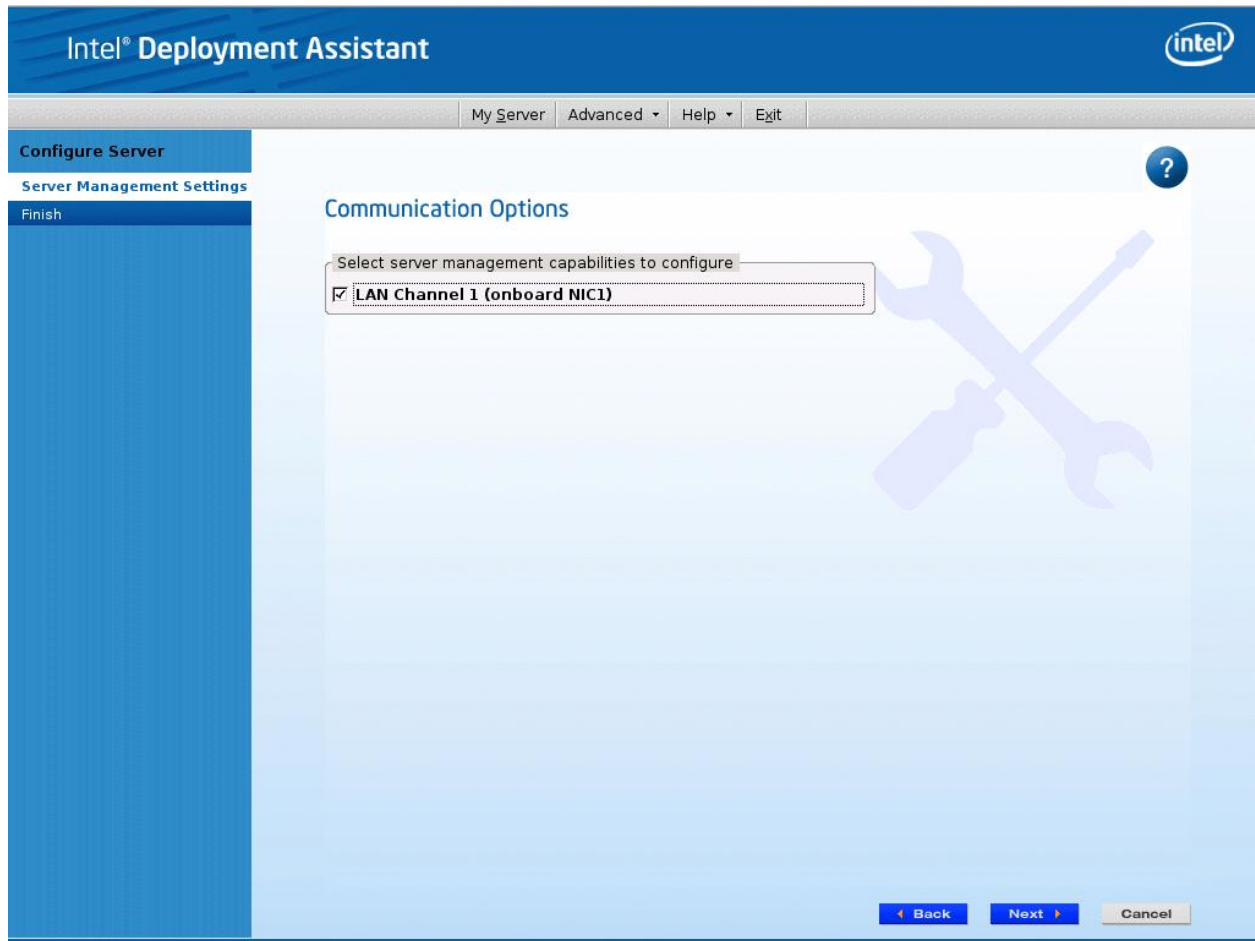 Intel® Deployment Assistant
intel
My Server Advanced Help Exit
Configure Server
Server Management Settings
Finish
?
Communication Options
Select server management capabilities to configure
LAN Channel 1 (onboard NIC1)
Back Next Cancel